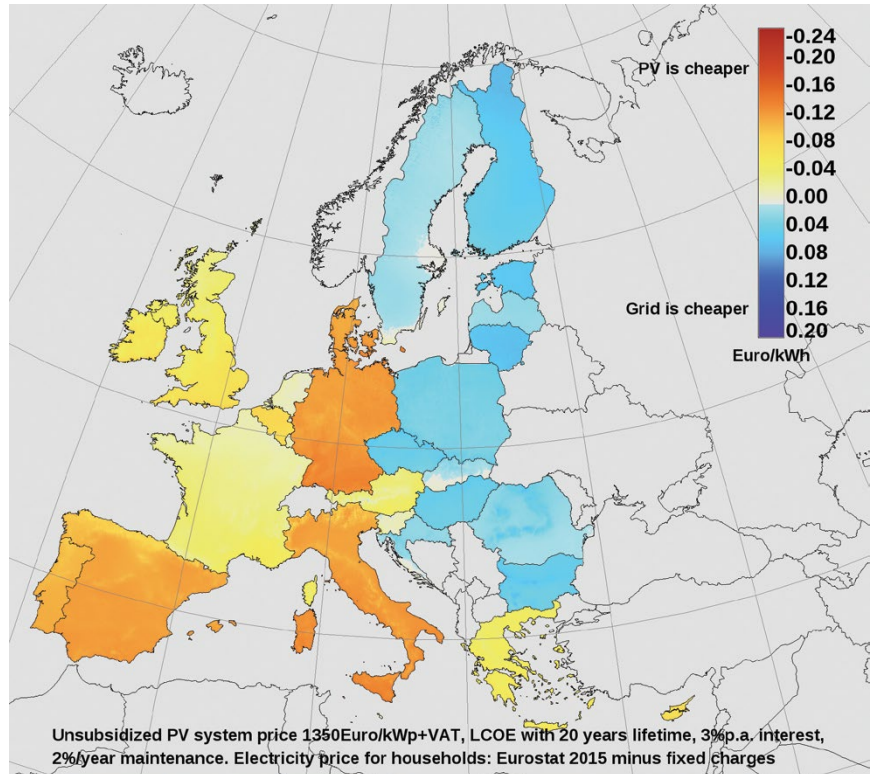 -0.24
-0.20
PV is cheaper
-0.16
-0.12
-0.08
-0.04
0.00
0.04
0.08
0.12
Grid is cheaper
0.16
0.20
Euro/kWh
Unsubsidized PV system price 1350Euro/kWp+VAT, LCOE with 20 years lifetime, 3%p.a. interest,
2%/year maintenance. Electricity price for households: Eurostat 2015 minus fixed charges